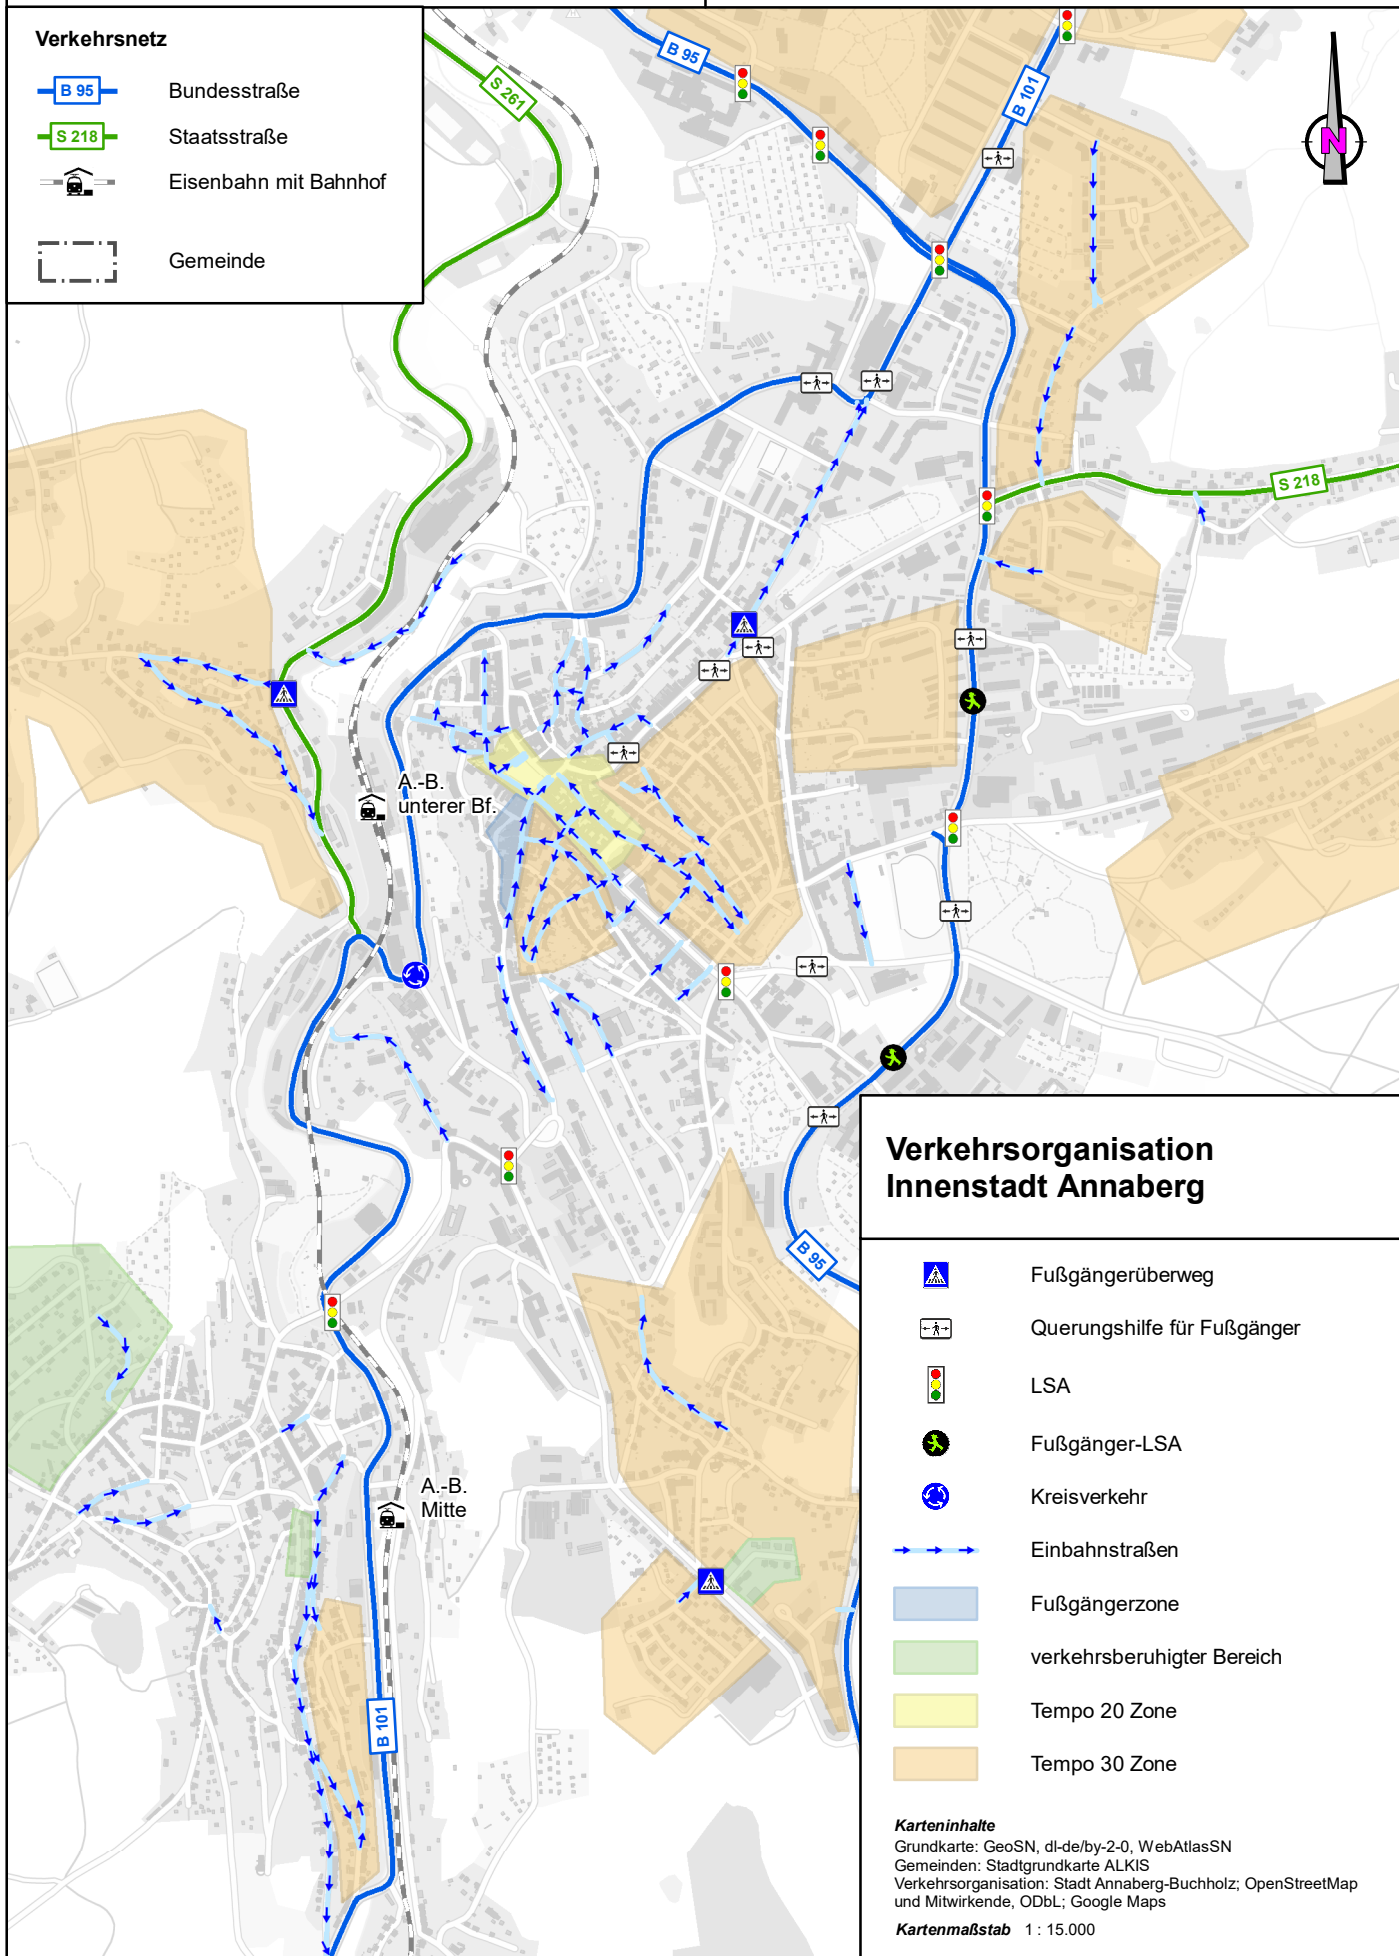 Verkehrsnetz
B 95 Bundesstraße
S 218 Staatsstraße
Eisenbahn mit Bahnhof
Gemeinde
B 95
S 261
B 101
N
S 218
A.-B.
unterer Bf.
B 95
A.-B.
Mitte
B 101
Verkehrsorganisation
Innenstadt Annaberg
Fußgängerüberweg
Querungshilfe für Fußgänger
LSA
Fußgänger-LSA
Kreisverkehr
Einbahnstraßen
Fußgängerzone
verkehrsberuhigter Bereich
Tempo 20 Zone
Tempo 30 Zone
Karteninhalte
Grundkarte: GeoSN, dl-de/by-2-0, WebAtlasSN
Gemeinden: Stadtgrundkarte ALKIS
Verkehrsorganisation: Stadt Annaberg-Buchholz; OpenStreetMap
und Mitwirkende, ODbL; Google Maps
Kartenmaßstab 1 : 15.000